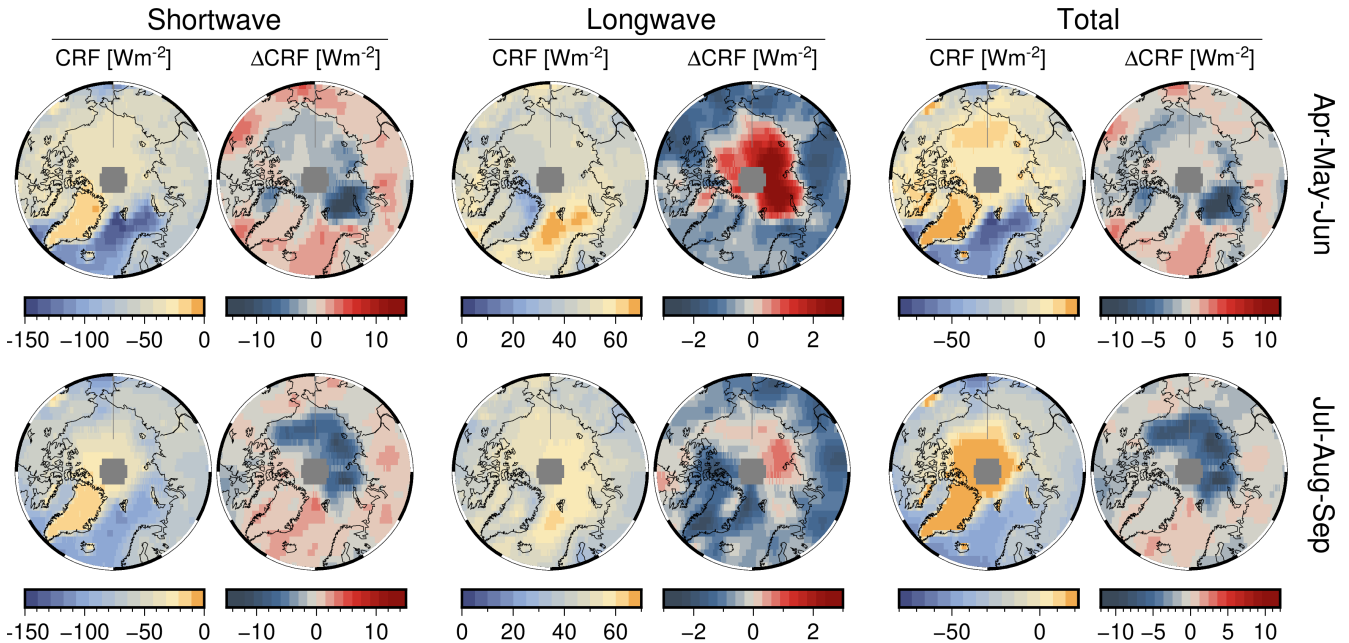 Shortwave Longwave Total
CRF [Wm⁻²] ΔCRF [Wm⁻²] CRF [Wm⁻²] ΔCRF [Wm⁻²] CRF [Wm⁻²] ΔCRF [Wm⁻²]
Apr-May-Jun
-150 -100 -50 0 -10 0 10 0 20 40 60 -2 0 2 -50 0 -10 -5 0 5 10
Jul-Aug-Sep
-150 -100 -50 0 -10 0 10 0 20 40 60 -2 0 2 -50 0 -10 -5 0 5 10